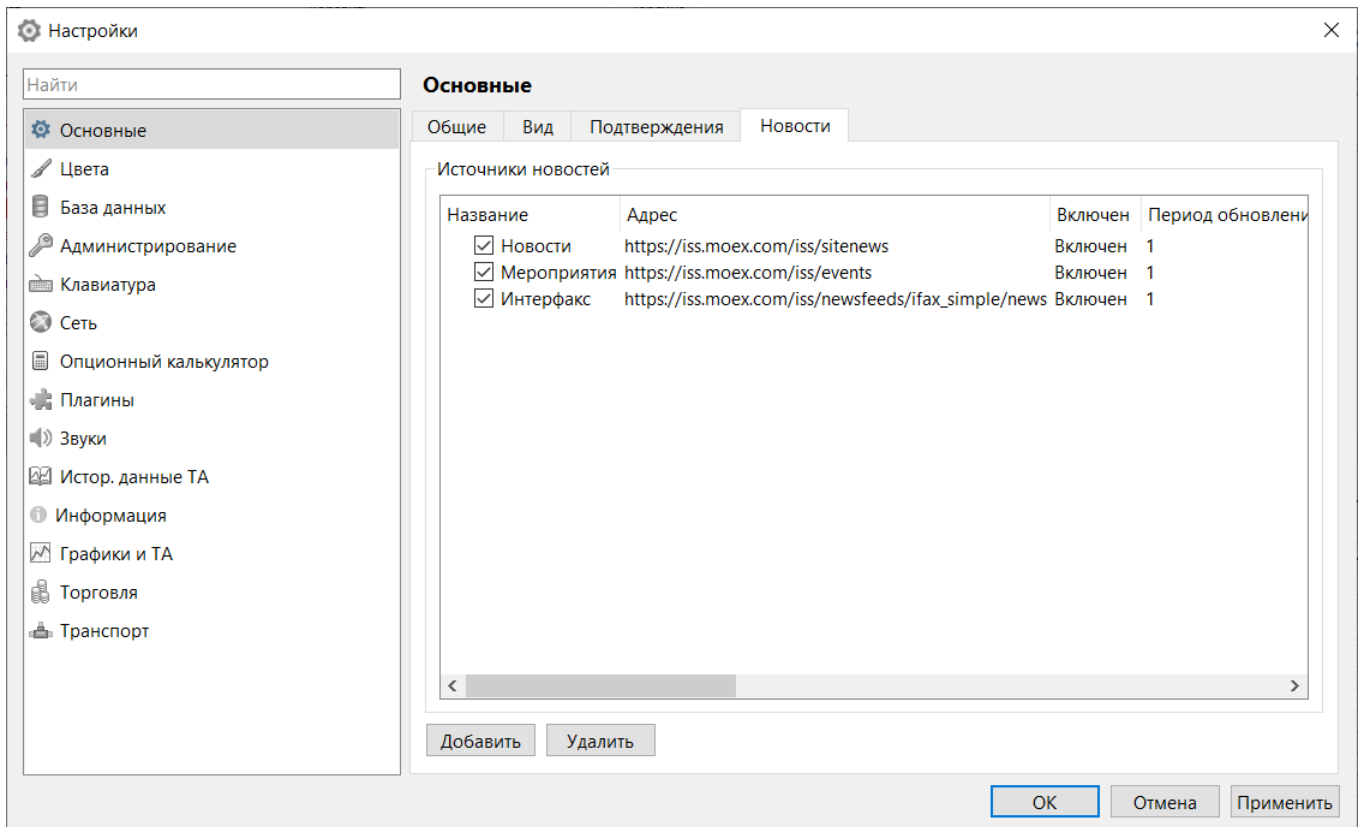 Настройки
Найти
Основные
Цвета
База данных
Администрирование
Клавиатура
Сеть
Опционный калькулятор
Плагины
Звуки
Истор. данные ТА
Информация
Графики и ТА
Торговля
Транспорт
Основные
Общие Вид Подтверждения Новости
Источники новостей
Название Адрес Включен Период обновлени
Новости https://iss.moex.com/iss/sitenews Включен 1
Мероприятия https://iss.moex.com/iss/events Включен 1
Интерфакс https://iss.moex.com/iss/newsfeeds/ifax_simple/news Включен 1
Добавить Удалить
ОК Отмена Применить